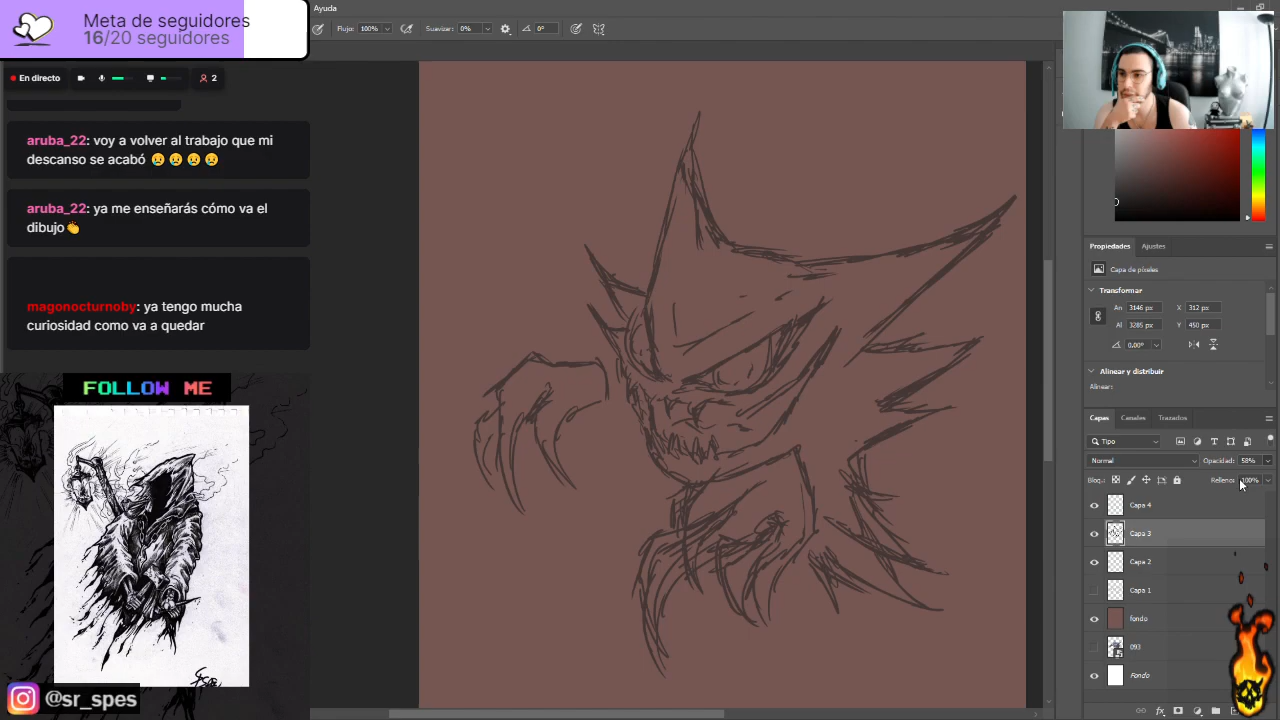 Meta de seguidores
16/20 seguidores
En directo
2
aruba_22: voy a volver al trabajo que mi
descanso se acabó 😢 😢 😢 😢
aruba_22: ya me enseñarás cómo va el
dibujo👏
magonocturnoby: ya tengo mucha
curiosidad como va a quedar
FOLLOW ME
@sr_spes
Ayuda
Flujo: 100%
Suavizar: 0%
0°
Propiedades
Ajustes
Capa de píxeles
Transformar
An 3146 px
X 312 px
Al 3285 px
Y 450 px
0,00°
Alinear y distribuir
Alinear:
Capas
Canales
Trazados
Tipo
Normal
Opacidad: 58%
Bloq.:
Relleno: 100%
Capa 4
Capa 3
Capa 2
Capa 1
fondo
093
Fondo